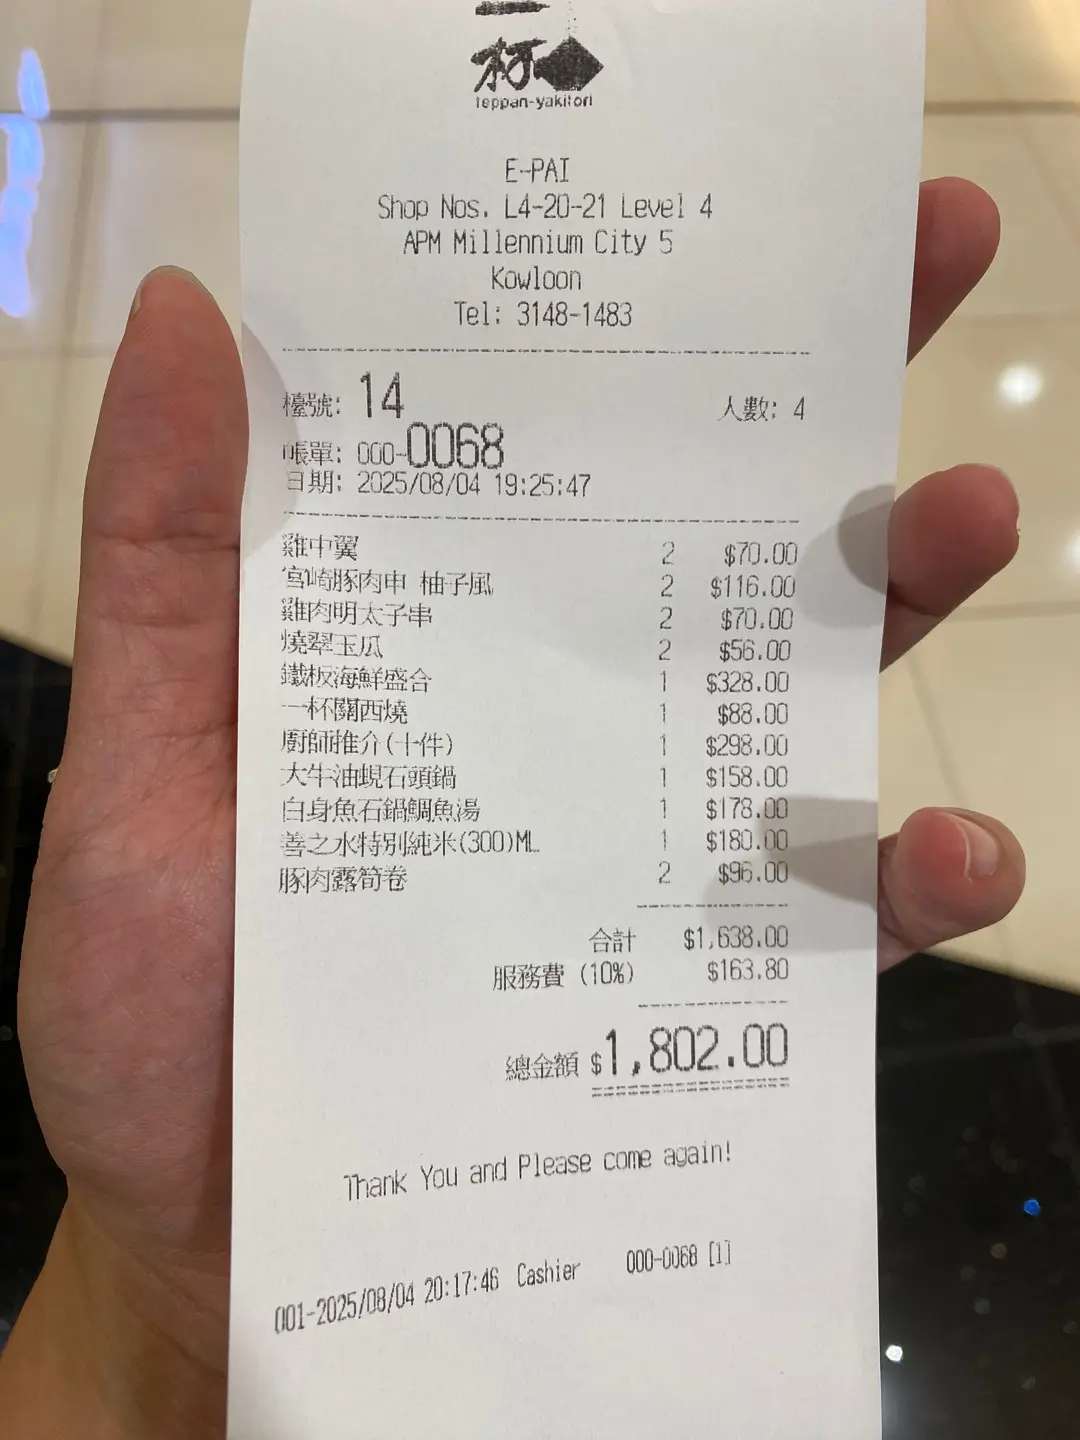 一杯
teppan-yakitori
E-PAI
Shop Nos. L4-20-21 Level 4
APM Millennium City 5
Kowloon
Tel: 3148-1483
檯號: 14 人數: 4
帳單: 000-0068
日期: 2025/08/04 19:25:47
雞中翼 2 $70.00
宮崎豚肉串 柚子風 2 $116.00
雞肉明太子串 2 $70.00
燒翠玉瓜 2 $56.00
鐵板海鮮盛合 1 $328.00
一杯關西燒 1 $88.00
廚師推介(十件) 1 $298.00
大牛油蜆石頭鍋 1 $158.00
白身魚石鍋鯛魚湯 1 $178.00
善之水特別純米(300)ML 1 $180.00
豚肉露筍卷 2 $96.00
合計 $1,638.00
服務費 (10%) $163.80
總金額 $1,802.00
Thank You and Please come again!
001-2025/08/04 20:17:46 Cashier 000-0068 [1]